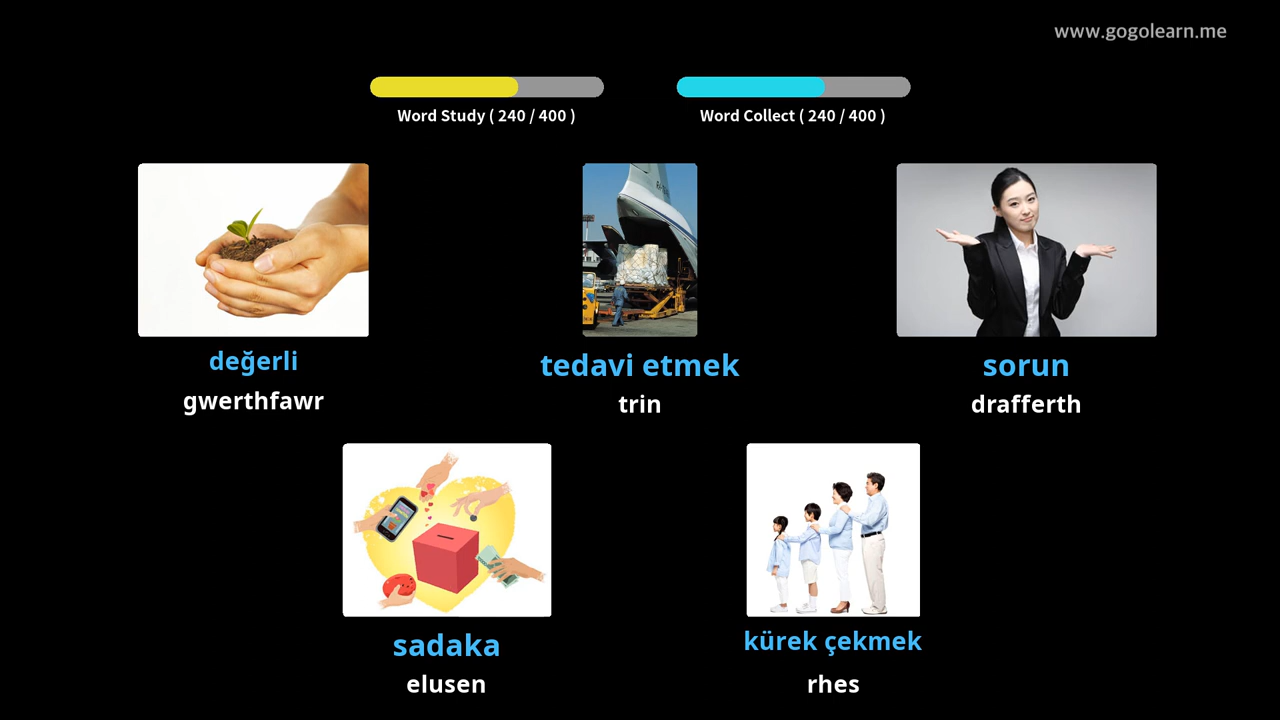 www.gogolearn.me
Word Study ( 240 / 400 )
Word Collect ( 240 / 400 )
değerli
gwerthfawr
tedavi etmek
trin
sorun
drafferth
sadaka
elusen
kürek çekmek
rhes